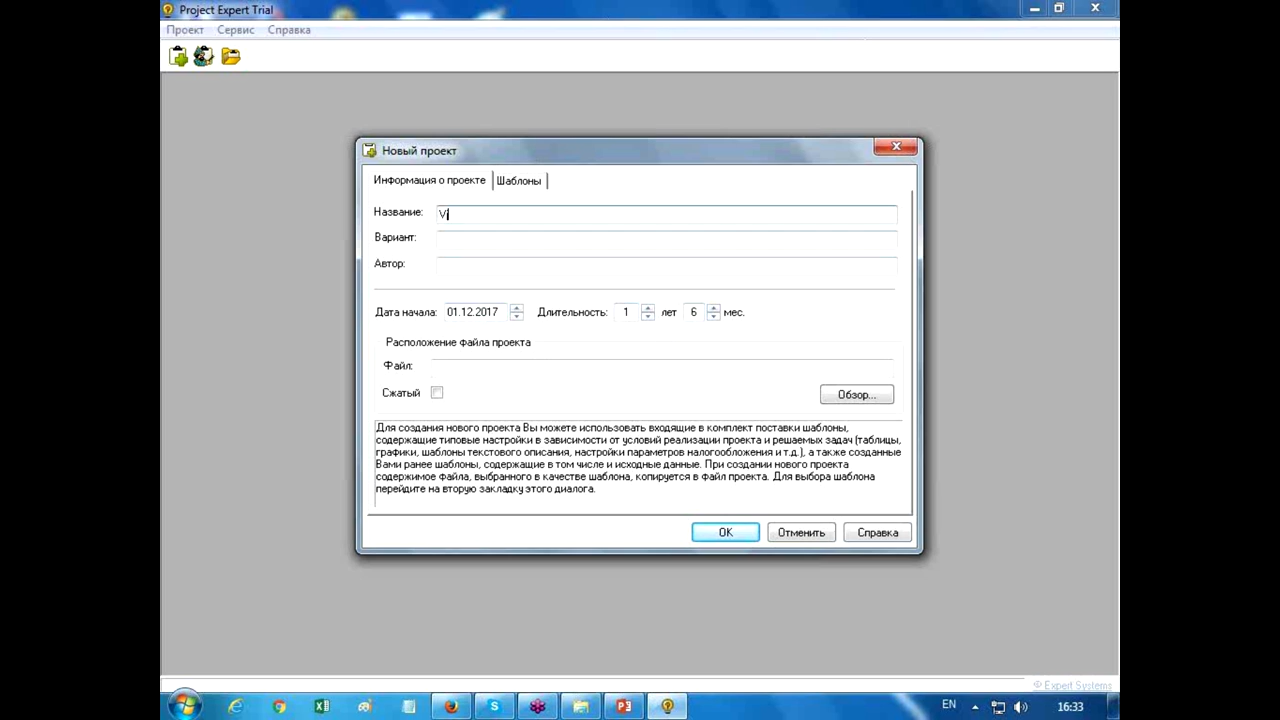 Project Expert Trial
Проект Сервис Справка
Новый проект
Информация о проекте Шаблоны
Название: Vi
Вариант:
Автор:
Дата начала: 01.12.2017 Длительность: 1 лет 6 мес.
Расположение файла проекта
Файл:
Сжатый
Обзор...
Для создания нового проекта Вы можете использовать входящие в комплект поставки шаблоны,
содержащие типовые настройки в зависимости от условий реализации проекта и решаемых задач (таблицы,
графики, шаблоны текстового описания, настройки параметров налогообложения и т.д.), а также созданные
Вами ранее шаблоны, содержащие в том числе и исходные данные. При создании нового проекта
содержимое файла, выбранного в качестве шаблона, копируется в файл проекта. Для выбора шаблона
перейдите на вторую закладку этого диалога.
OK Отменить Справка
Expert Systems
EN 16:33